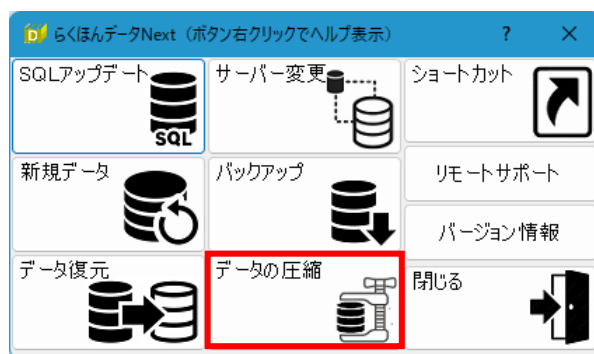 らくほんデータNext（ボタン右クリックでヘルプ表示）
?
SQLアップデート
SQL
サーバー変更
ショートカット
新規データ
バックアップ
リモートサポート
バージョン情報
データ復元
データの圧縮
閉じる